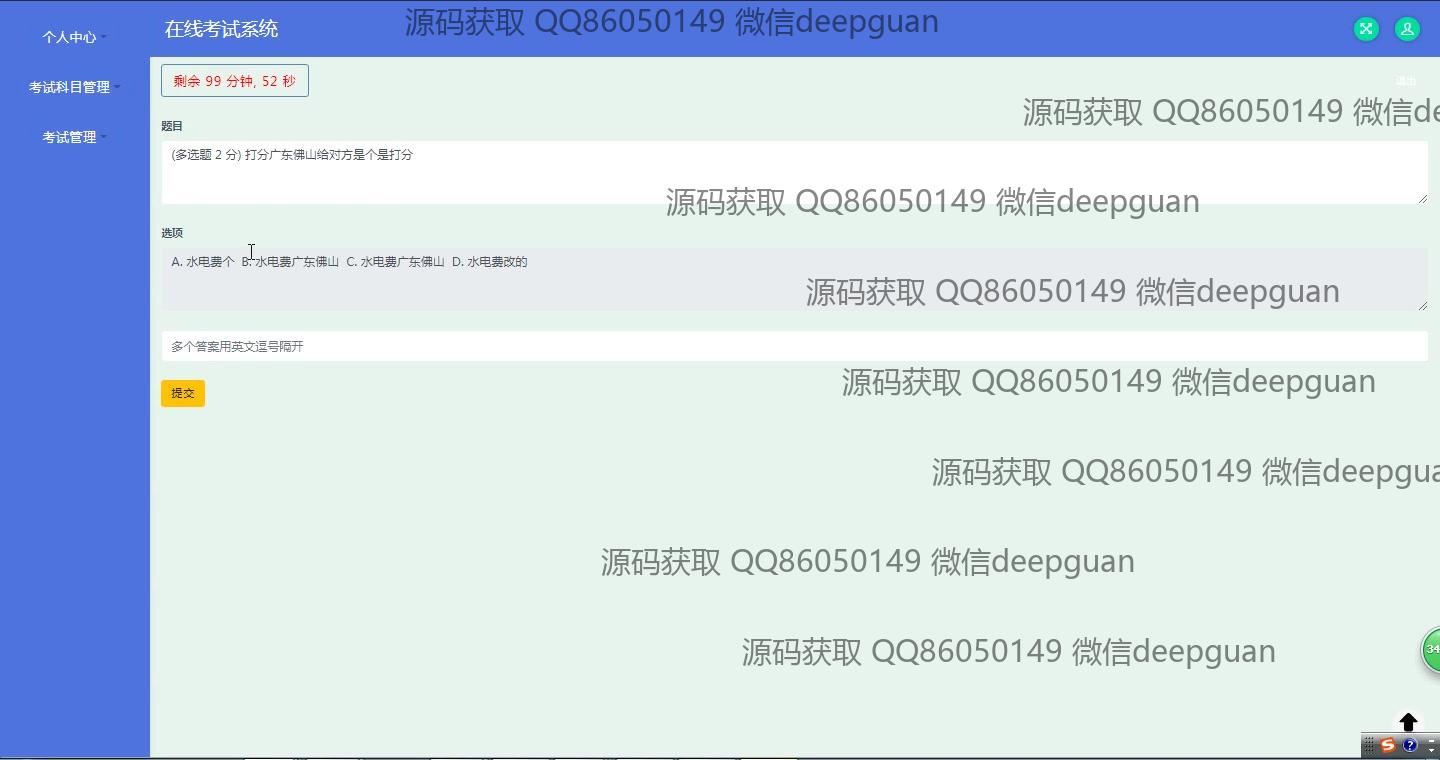 在线考试系统
源码获取 QQ86050149 微信deepguan
个人中心
考试科目管理
考试管理
退出
剩余 99 分钟, 52 秒
源码获取 QQ86050149 微信de
题目
(多选题 2 分) 打分广东佛山给对方是个是打分
源码获取 QQ86050149 微信deepguan
选项
A. 水电费个 B. 水电费广东佛山 C. 水电费广东佛山 D. 水电费改的
源码获取 QQ86050149 微信deepguan
多个答案用英文逗号隔开
源码获取 QQ86050149 微信deepguan
提交
源码获取 QQ86050149 微信deepgua
源码获取 QQ86050149 微信deepguan
源码获取 QQ86050149 微信deepguan
34